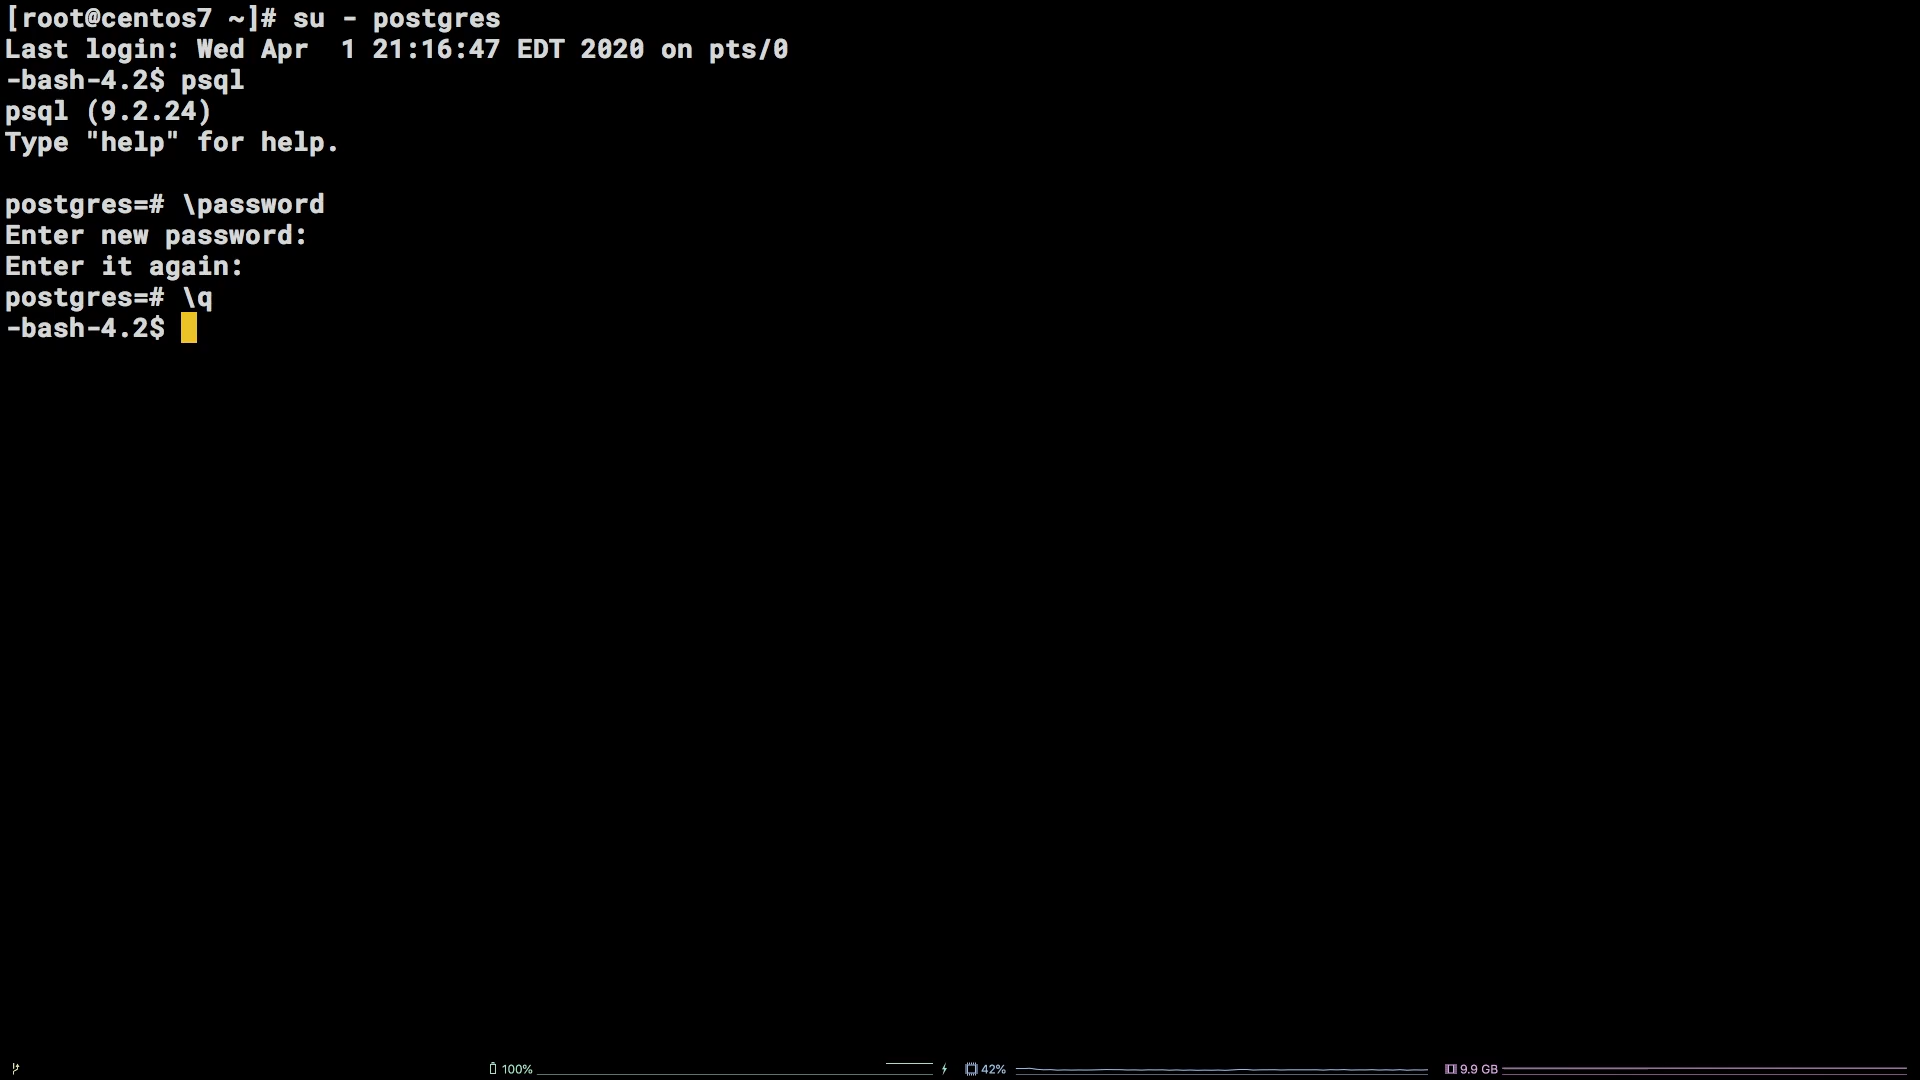 [root@centos7 ~]# su - postgres
Last login: Wed Apr  1 21:16:47 EDT 2020 on pts/0
-bash-4.2$ psql
psql (9.2.24)
Type "help" for help.
postgres=# \password
Enter new password:
Enter it again:
postgres=# \q
-bash-4.2$
100% 42% 9.9 GB